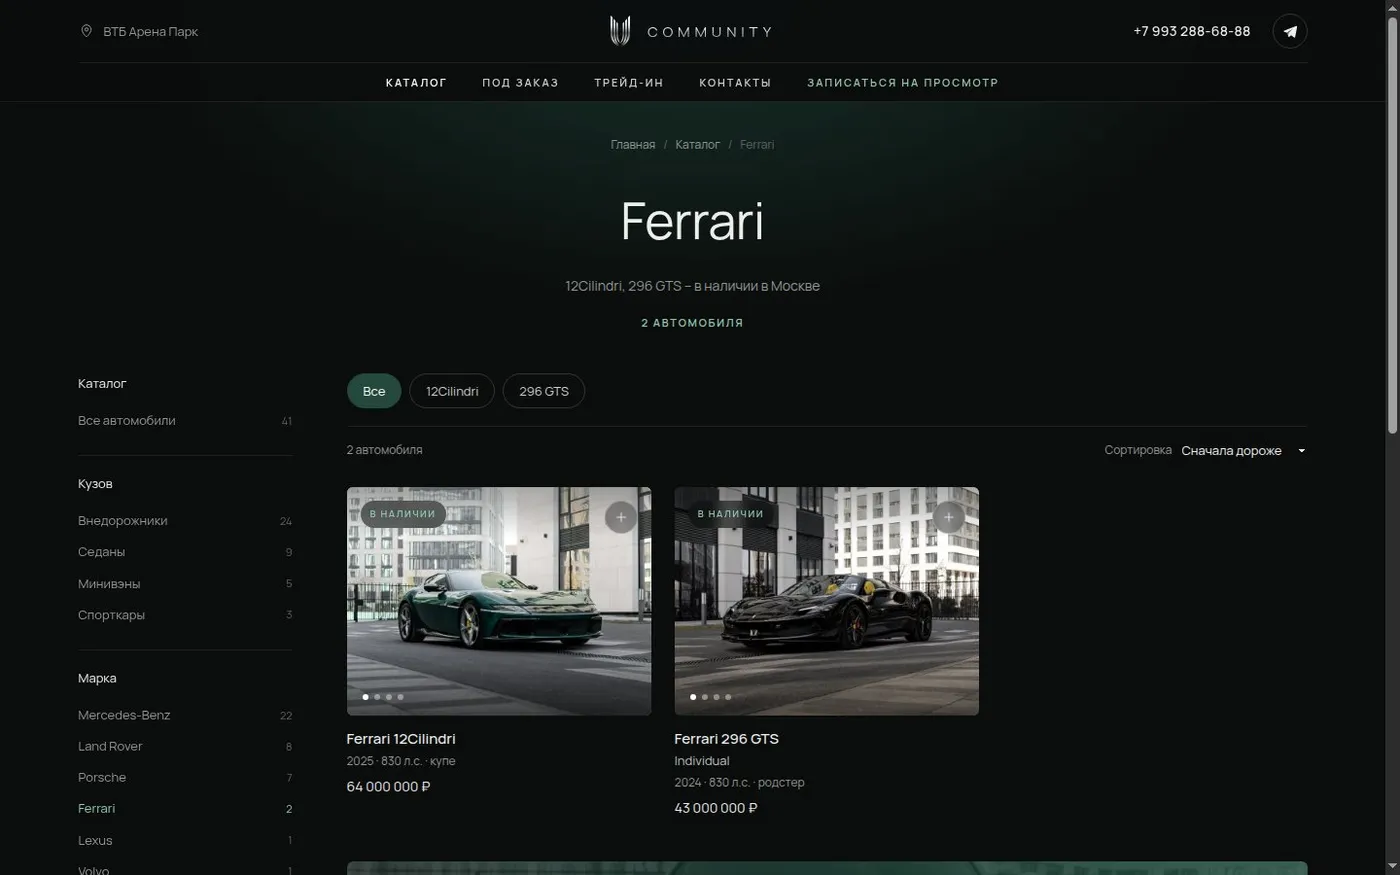 ВТБ Арена Парк
COMMUNITY
+7 993 288-68-88
КАТАЛОГ
ПОД ЗАКАЗ
ТРЕЙД-ИН
КОНТАКТЫ
ЗАПИСАТЬСЯ НА ПРОСМОТР
Главная / Каталог / Ferrari
Ferrari
12Cilindri, 296 GTS – в наличии в Москве
2 АВТОМОБИЛЯ
Каталог
Все автомобили 41
Кузов
Внедорожники 24
Седаны 9
Минивэны 5
Спорткары 3
Марка
Mercedes-Benz 22
Land Rover 8
Porsche 7
Ferrari 2
Lexus 1
Volvo 1
Все
12Cilindri
296 GTS
2 автомобиля
Сортировка Сначала дороже
В НАЛИЧИИ
Ferrari 12Cilindri
2025 · 830 л.с. · купе
64 000 000 ₽
В НАЛИЧИИ
Ferrari 296 GTS
Individual
2024 · 830 л.с. · родстер
43 000 000 ₽